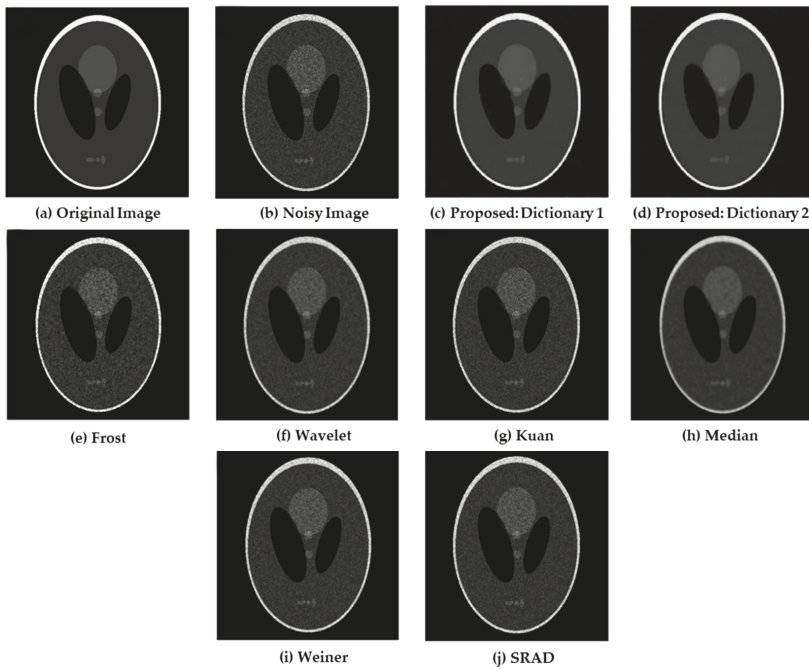 (a) Original Image
(b) Noisy Image
(c) Proposed: Dictionary 1
(d) Proposed: Dictionary 2
(e) Frost
(f) Wavelet
(g) Kuan
(h) Median
(i) Weiner
(j) SRAD